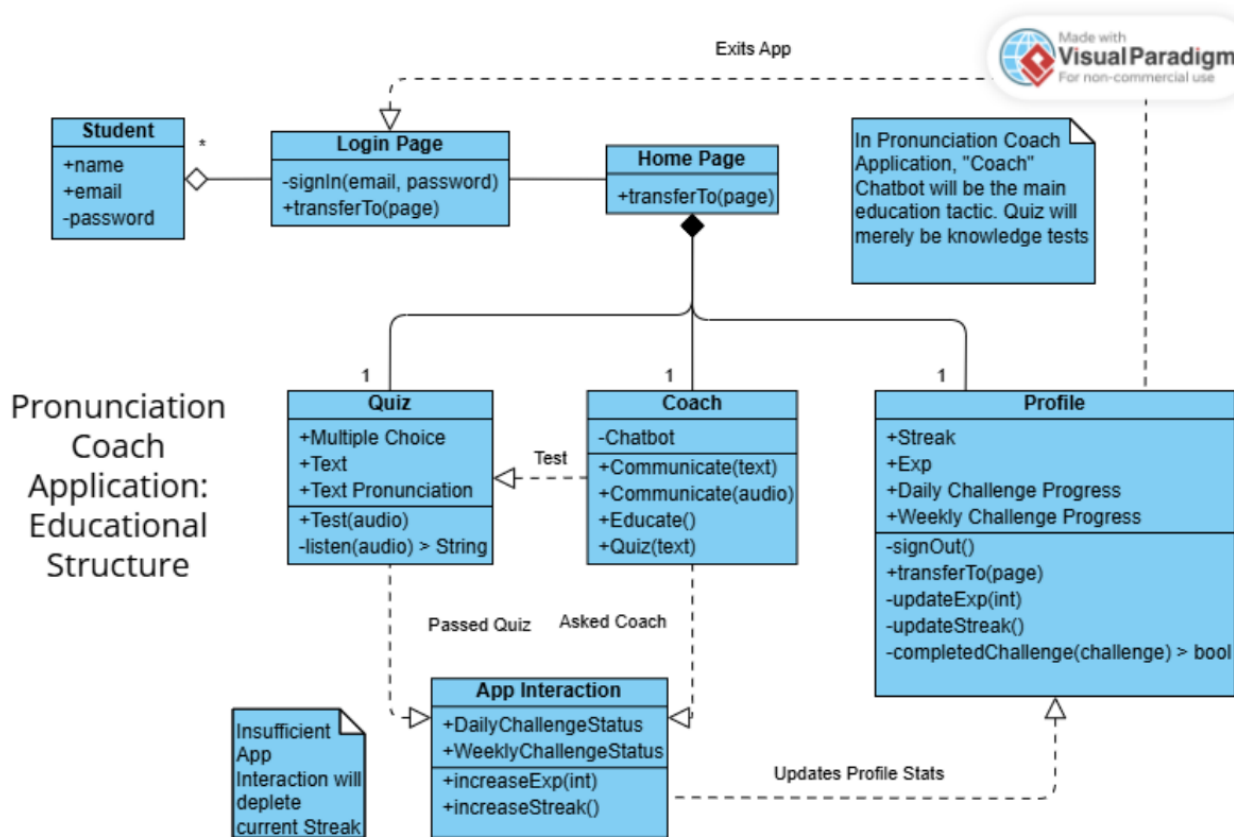 Exits App
Made with
Visual Paradigm
For non-commercial use
Student
+name
+email
-password
*
Login Page
-signIn(email, password)
+transferTo(page)
Home Page
+transferTo(page)
In Pronunciation Coach
Application, "Coach"
Chatbot will be the main
education tactic. Quiz will
merely be knowledge tests
Pronunciation
Coach
Application:
Educational
Structure
1
Quiz
+Multiple Choice
+Text
+Text Pronunciation
+Test(audio)
-listen(audio) > String
Test
1
Coach
-Chatbot
+Communicate(text)
+Communicate(audio)
+Educate()
+Quiz(text)
1
Profile
+Streak
+Exp
+Daily Challenge Progress
+Weekly Challenge Progress
-signOut()
+transferTo(page)
-updateExp(int)
-updateStreak()
-completedChallenge(challenge) > bool
Passed Quiz
Asked Coach
Insufficient
App
Interaction will
deplete
current Streak
App Interaction
+DailyChallengeStatus
+WeeklyChallengeStatus
+increaseExp(int)
+increaseStreak()
Updates Profile Stats